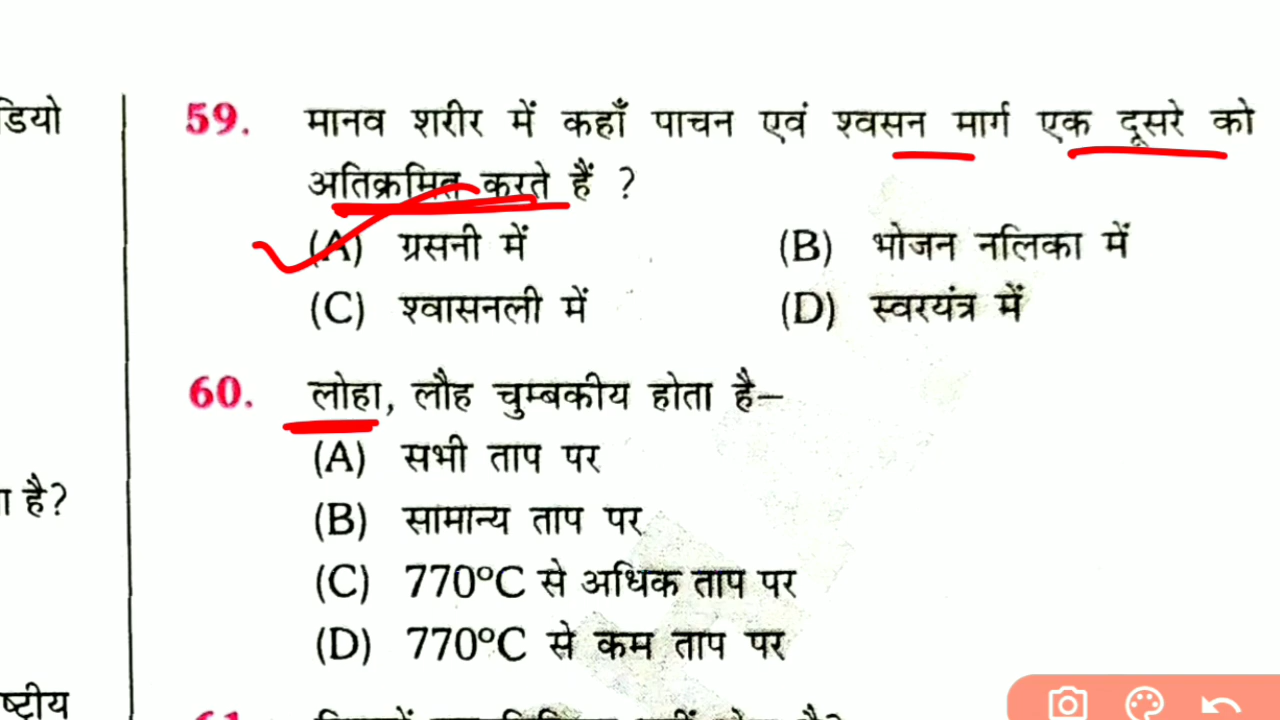 डियो
59. मानव शरीर में कहाँ पाचन एवं श्वसन मार्ग एक दूसरे को
अतिक्रमित करते हैं ?
(A) ग्रसनी में (B) भोजन नलिका में
(C) श्वासनली में (D) स्वरयंत्र में
60. लोहा, लौह चुम्बकीय होता है–
(A) सभी ताप पर
(B) सामान्य ताप पर
ा है?
(C) 770°C से अधिक ताप पर
(D) 770°C से कम ताप पर
ष्ट्रीय